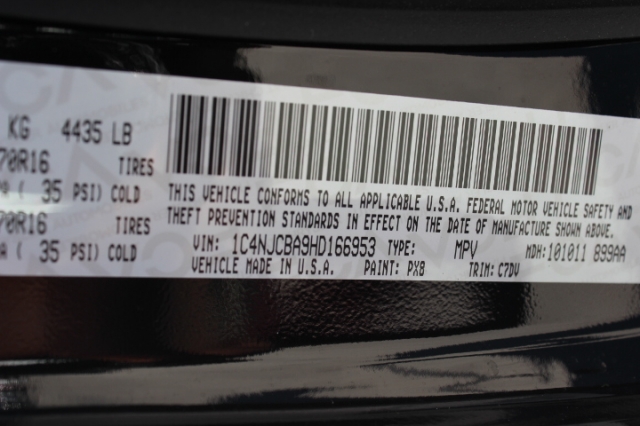 KG 4435 LB
70R16 TIRES
( 35 PSI) COLD
70R16 TIRES
A ( 35 PSI) COLD
THIS VEHICLE CONFORMS TO ALL APPLICABLE U.S.A. FEDERAL MOTOR VEHICLE SAFETY AND
THEFT PREVENTION STANDARDS IN EFFECT ON THE DATE OF MANUFACTURE SHOWN ABOVE.
VIN: 1C4NJCBA9HD166953 TYPE: MPV MDH: 101011 899AA
VEHICLE MADE IN U.S.A. PAINT: PX8 TRIM: C7DV